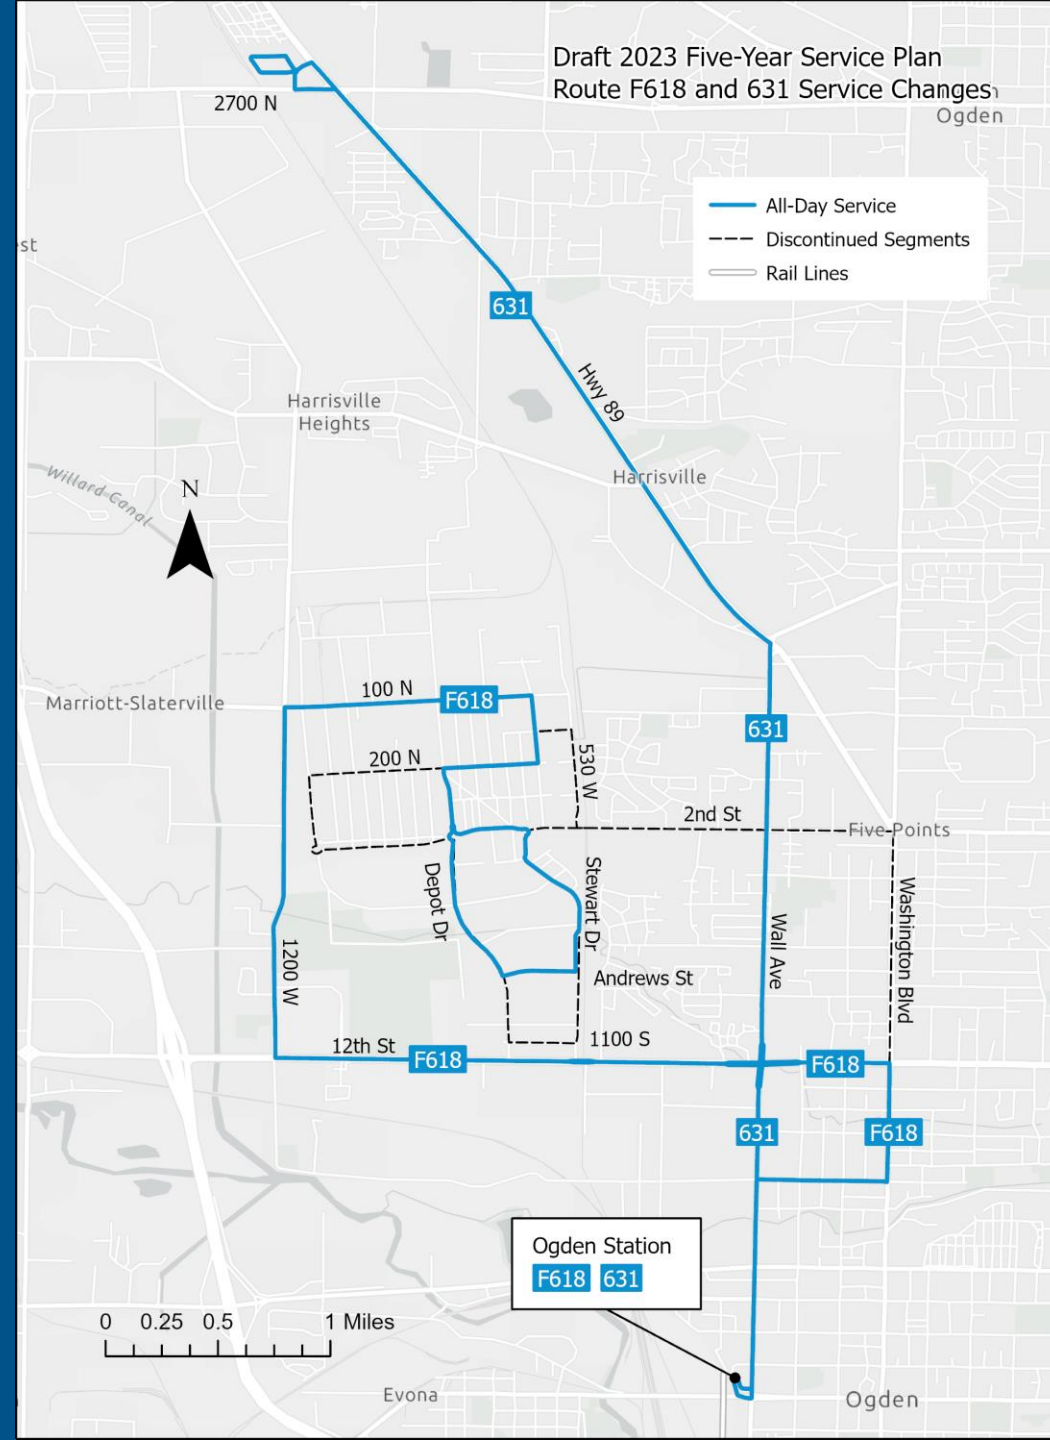 Draft 2023 Five-Year Service Plan
Route F618 and 631 Service Changes
Ogden
2700 N
All-Day Service
Discontinued Segments
Rail Lines
st
631
Hwy 89
Harrisville
Heights
Harrisville
Willard Canal
N
Marriott-Slaterville
100 N
F618
631
200 N
530 W
2nd St
Five-Points
Depot Dr
Stewart Dr
Wall Ave
Washington Blvd
1200 W
Andrews St
1100 S
12th St
F618
F618
631
F618
Ogden Station
F618 631
0 0.25 0.5 1 Miles
Evona
Ogden